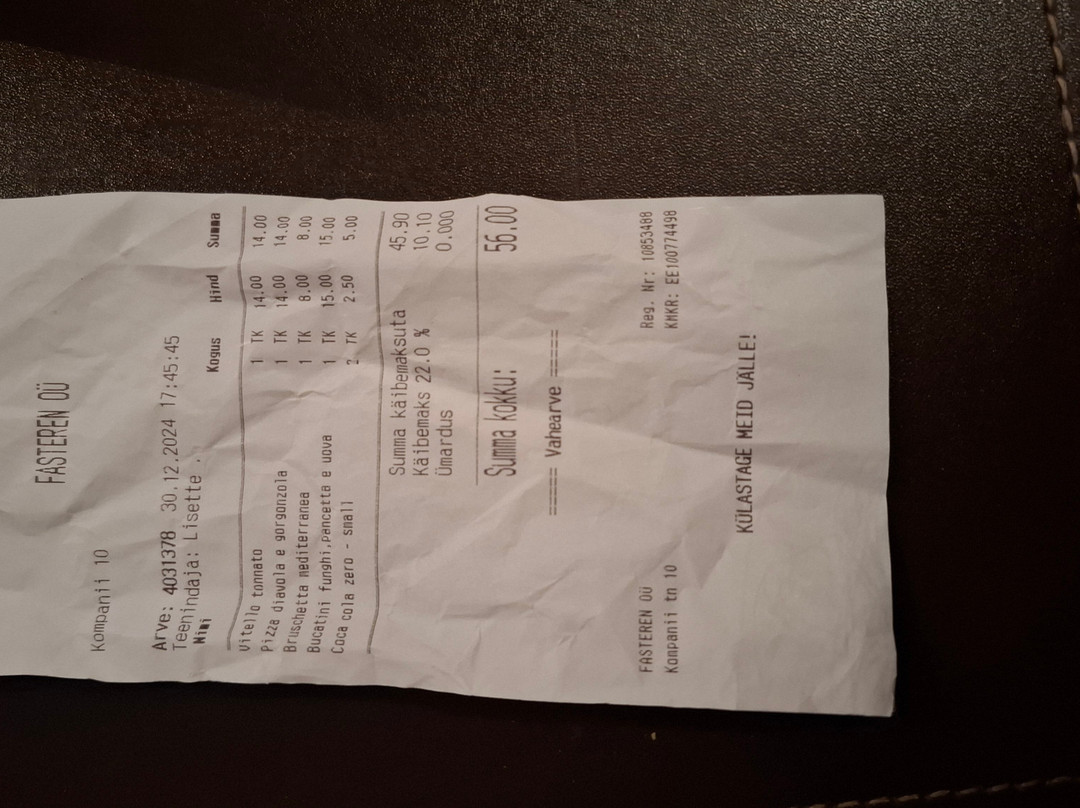 FASTEREN OÜ
Kompanii 10
Arve: 4031378 30.12.2024 17:45:45
Teenindaja: Lisette .
Nimi Kogus Hind Summa
Vitello tonnato 1 TK 14.00 14.00
Pizza diavola e gorgonzola 1 TK 14.00 14.00
Bruschetta mediterranea 1 TK 8.00 8.00
Bucatini funghi,pancetta e uova 1 TK 15.00 15.00
Coca cola zero - small 2 TK 2.50 5.00
Summa käibemaksuta 45.90
Käibemaks 22.0 % 10.10
Ümardus 0.000
Summa kokku: 56.00
===== Vahearve =====
FASTEREN OÜ Reg. Nr: 10853488
Kompanii tn 10 KMKR: EE100774498
KÜLASTAGE MEID JÄLLE!